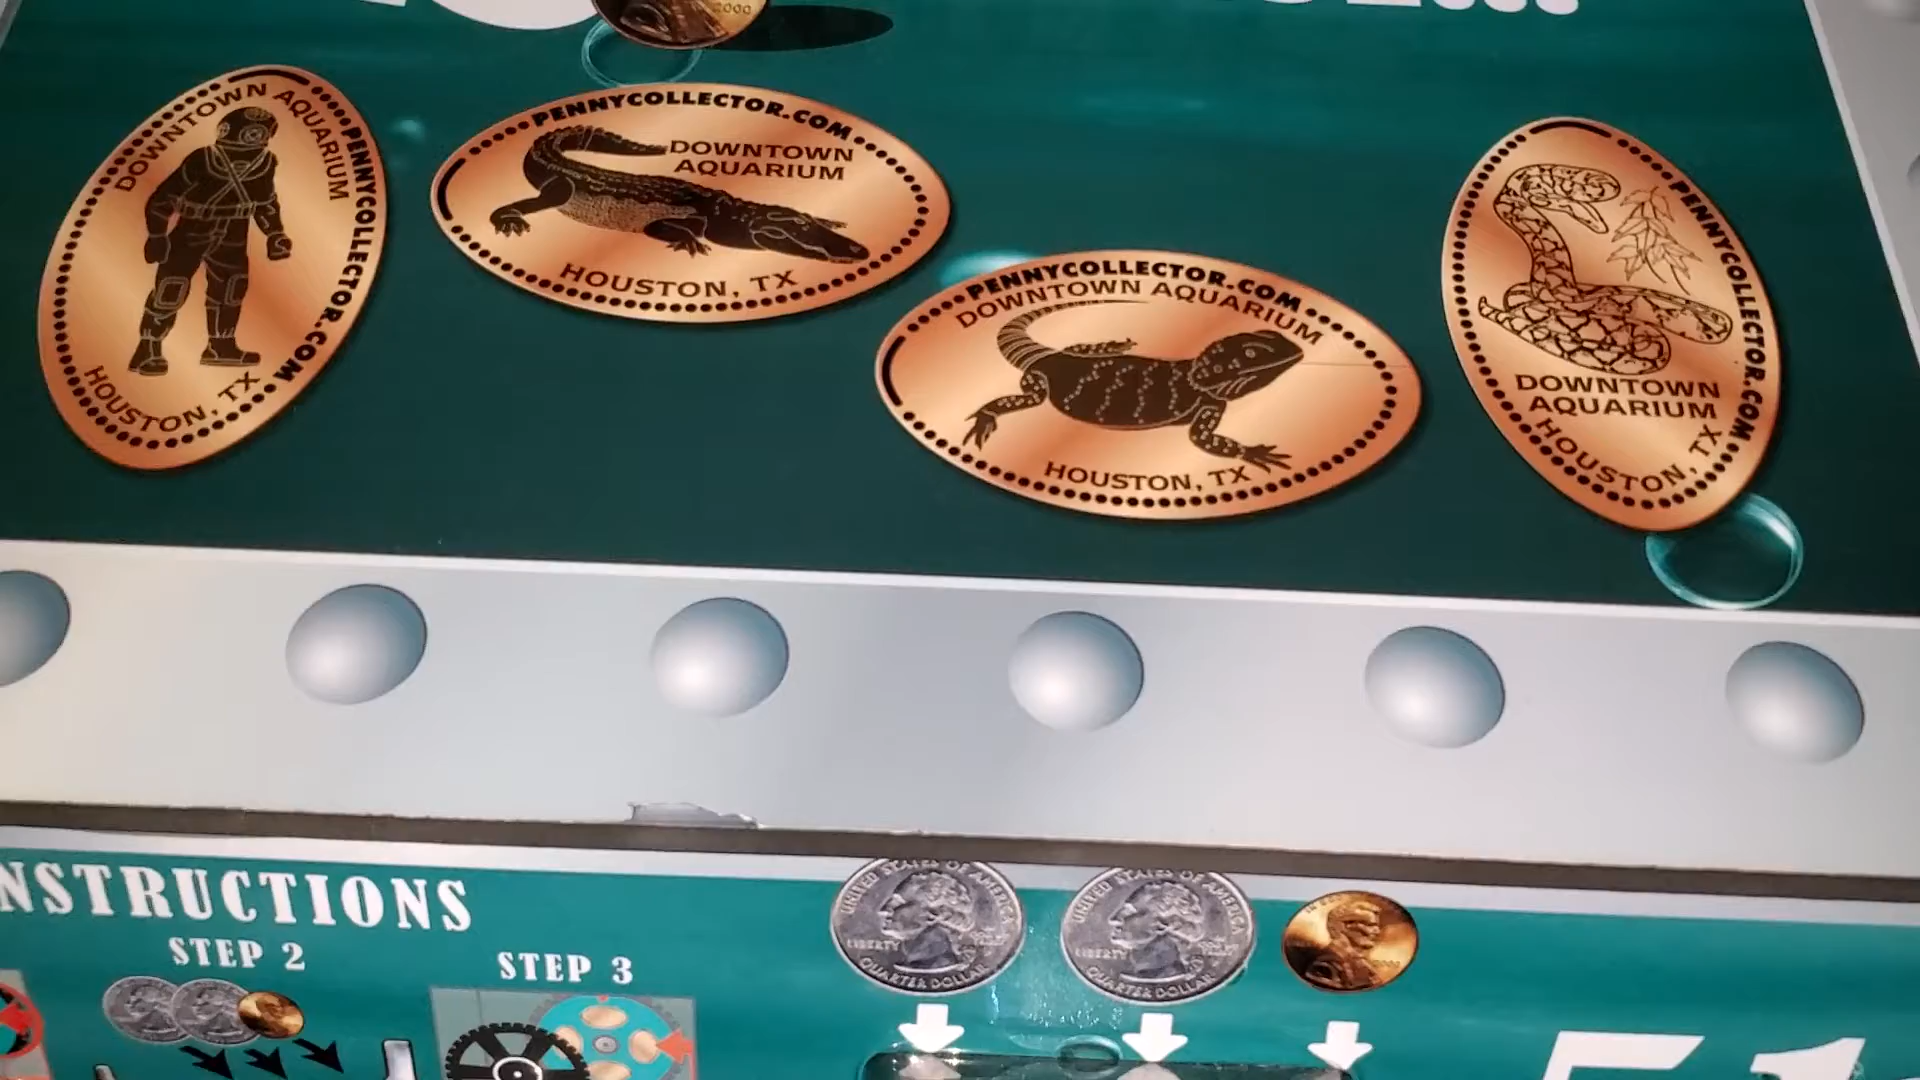 2000
DOWNTOWN AQUARIUM
PENNYCOLLECTOR.COM
HOUSTON, TX
PENNYCOLLECTOR.COM
DOWNTOWN
AQUARIUM
HOUSTON, TX
PENNYCOLLECTOR.COM
DOWNTOWN AQUARIUM
HOUSTON, TX
PENNYCOLLECTOR.COM
DOWNTOWN
AQUARIUM
HOUSTON, TX
NSTRUCTIONS
STEP 2
STEP 3
UNITED STATES OF AMERICA
LIBERTY
QUARTER DOLLAR
UNITED STATES OF AMERICA
LIBERTY
QUARTER DOLLAR
51